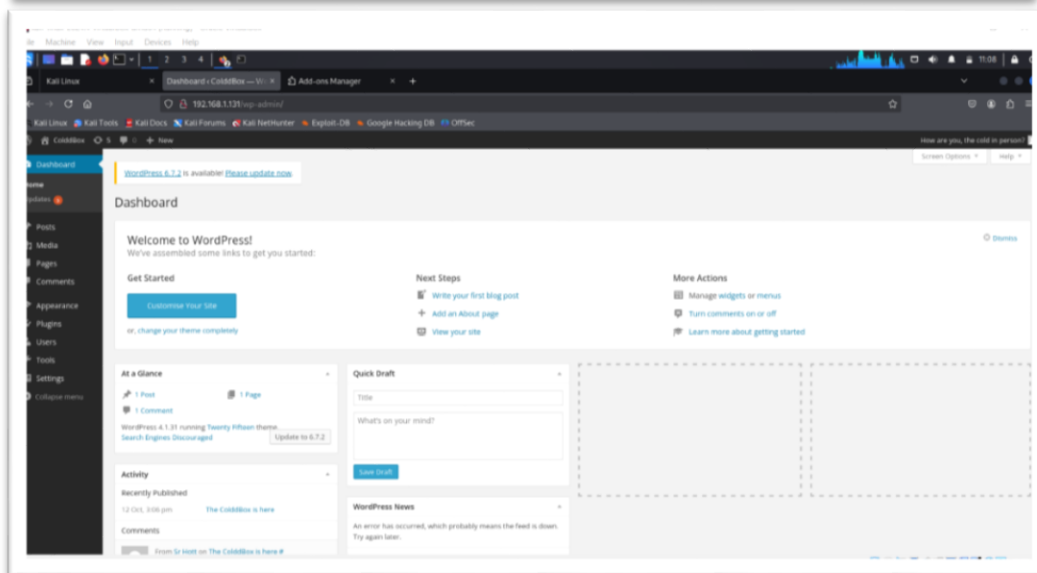 Machine View Input Devices Help
1 2 3 4 11:08
Kali Linux Dashboard ‹ ColddBox — Wo Add-ons Manager
192.168.1.131/wp-admin/
Kali Linux Kali Tools Kali Docs Kali Forums Kali NetHunter Exploit-DB Google Hacking DB OffSec
ColddBox 5 0 + New How are you, the cold in person?
Dashboard Screen Options Help
WordPress 6.7.2 is available! Please update now.
Home
Updates
Dashboard
Posts
Media
Pages
Comments
Appearance
Plugins
Users
Tools
Settings
Collapse menu
Welcome to WordPress! Dismiss
We've assembled some links to get you started:
Get Started
Customise Your Site
or, change your theme completely
Next Steps
Write your first blog post
Add an About page
View your site
More Actions
Manage widgets or menus
Turn comments on or off
Learn more about getting started
At a Glance
1 Post 1 Page
1 Comment
WordPress 4.1.31 running Twenty Fifteen theme.
Search Engines Discouraged Update to 6.7.2
Activity
Recently Published
12 Oct, 3:06 pm The ColddBox is here
Comments
From Sr Hott on The ColddBox is here #
Quick Draft
Title
What's on your mind?
Save Draft
WordPress News
An error has occurred, which probably means the feed is down.
Try again later.